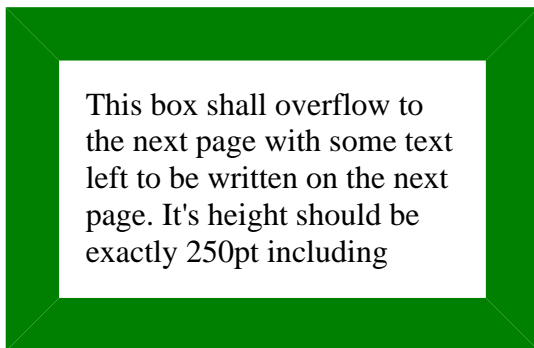 This box shall overflow to
the next page with some text
left to be written on the next
page. It's height should be
exactly 250pt including